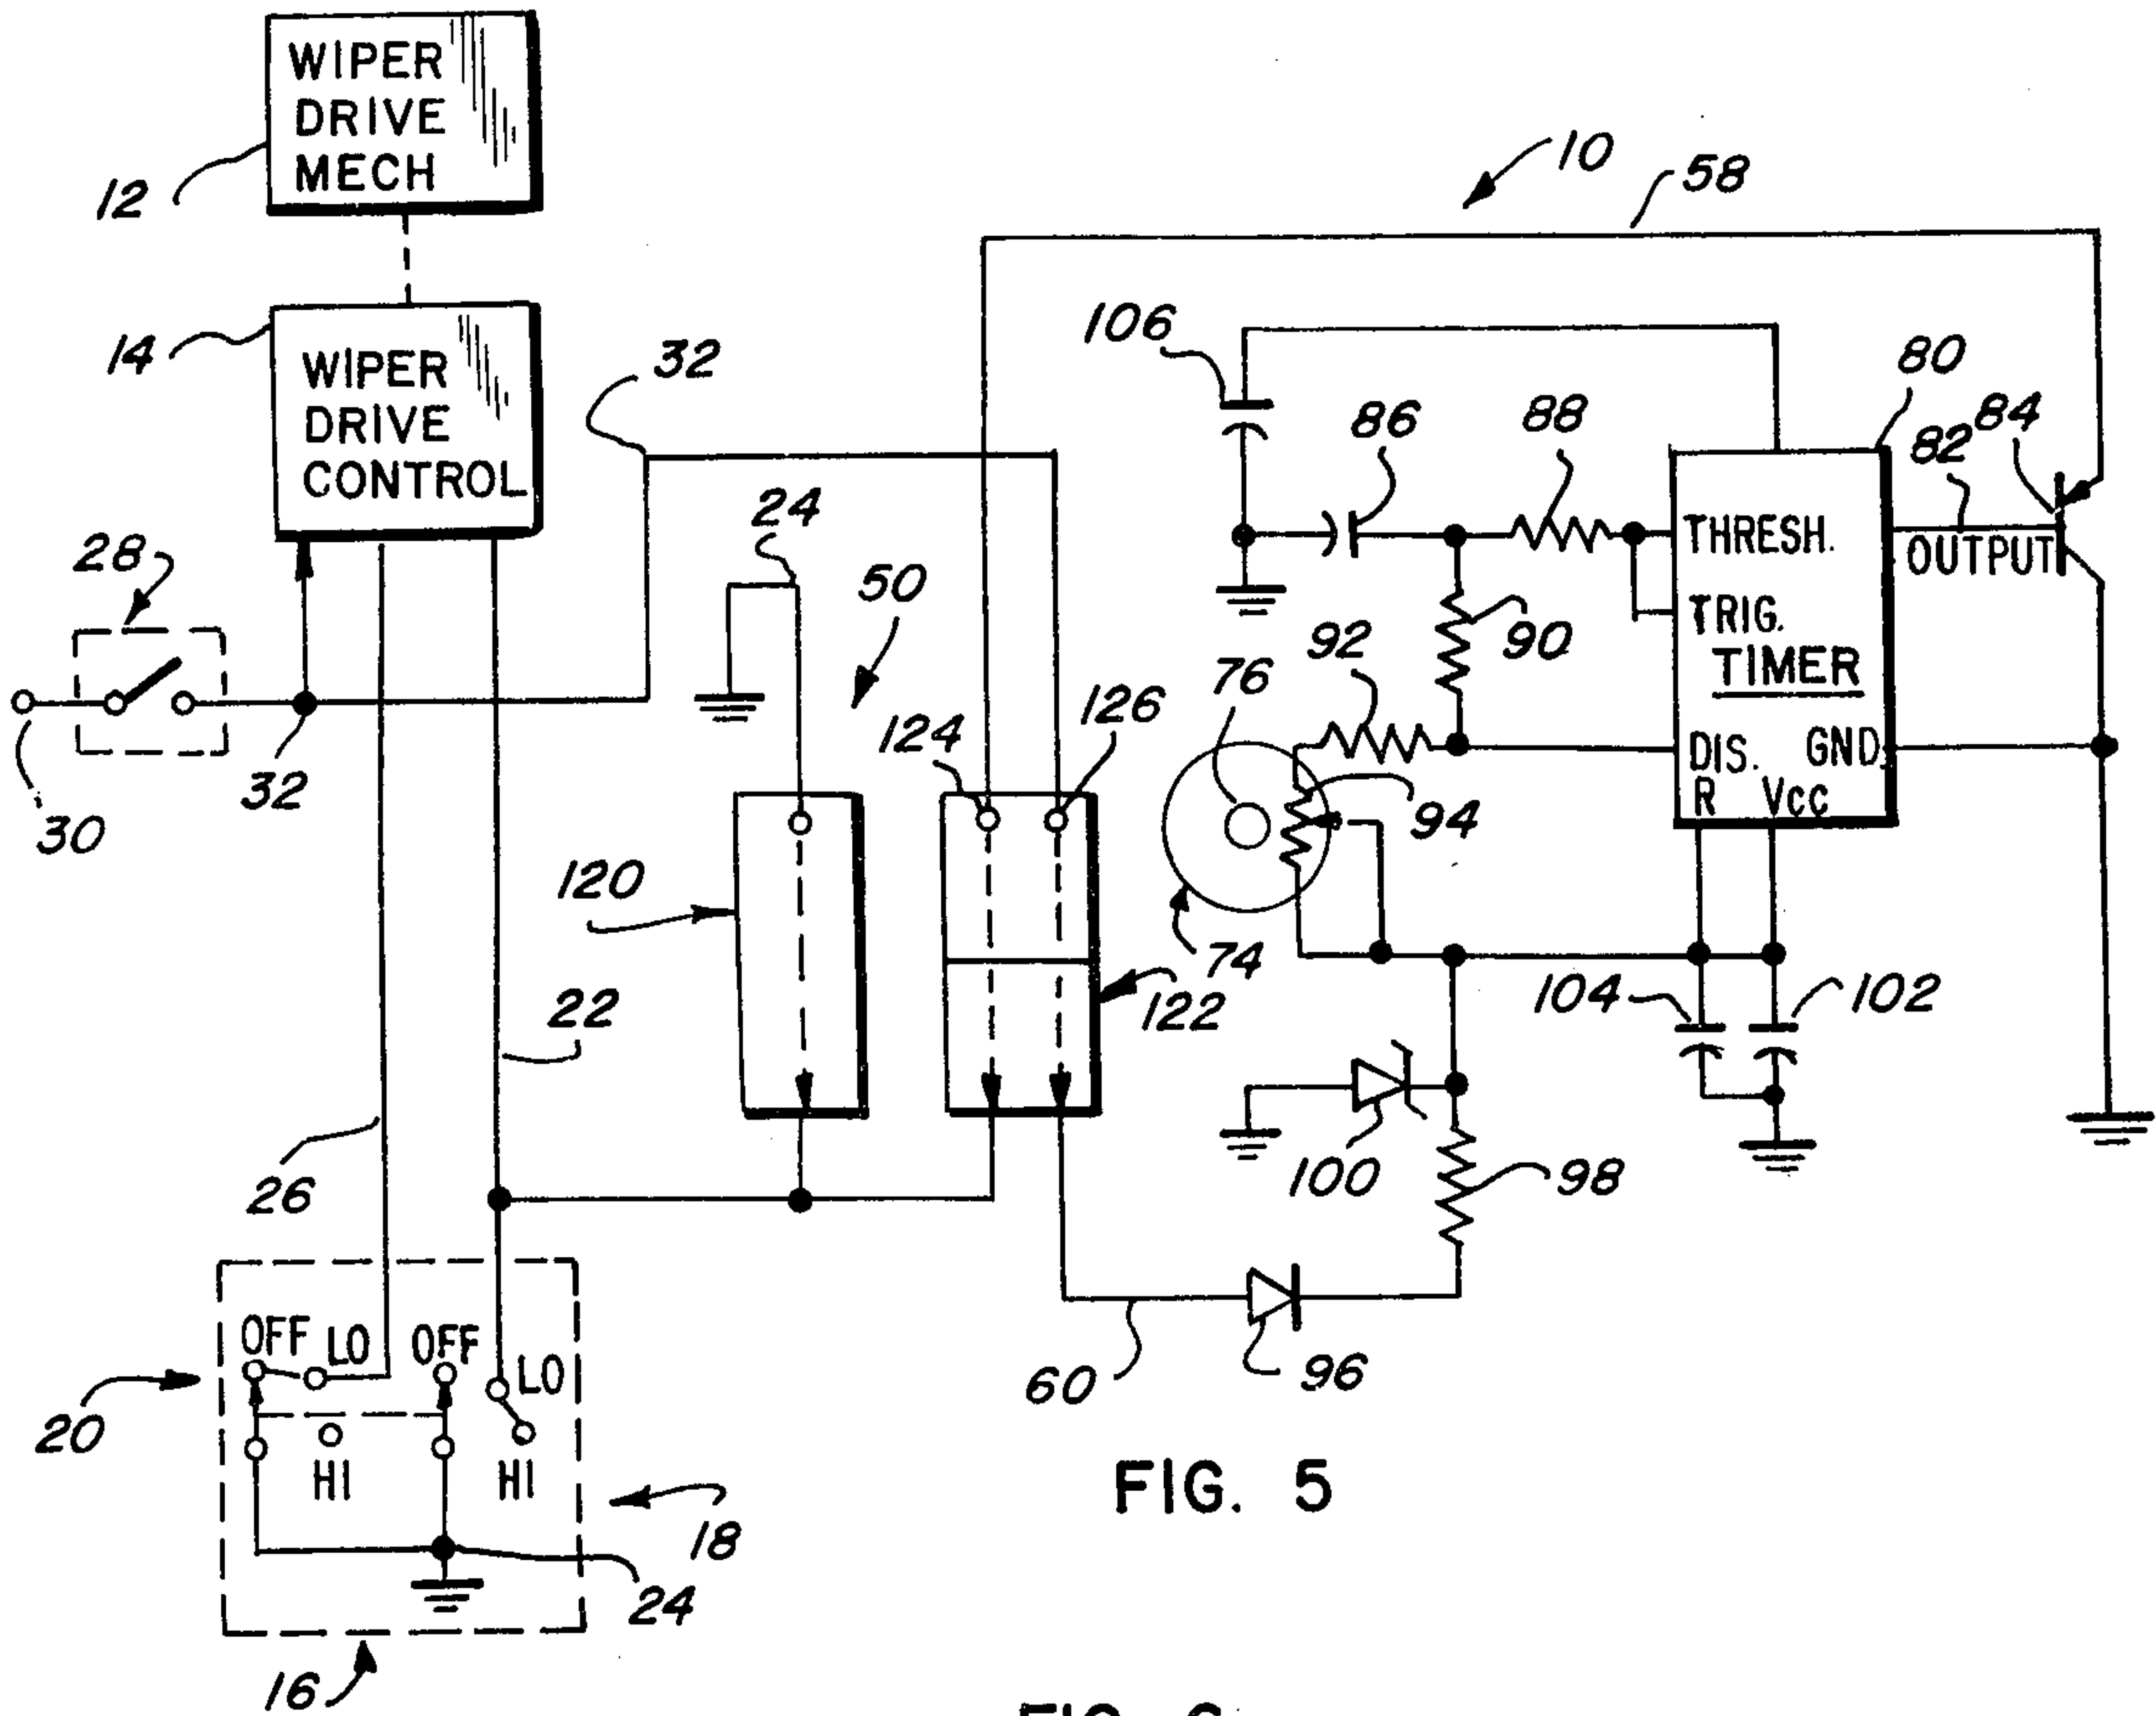 WIPER
DRIVE
MECH
12
10
58
14
WIPER
DRIVE
CONTROL
32
106
80
84
86
88
82
24
28
50
THRESH.
OUTPUT
TRIG.
TIMER
90
92
76
126
124
DIS.
GND.
R
VCC
94
32
30
120
74
122
104
102
22
26
100
98
OFF
LO
OFF
LO
60
96
20
HI
HI
18
24
16
FIG. 5